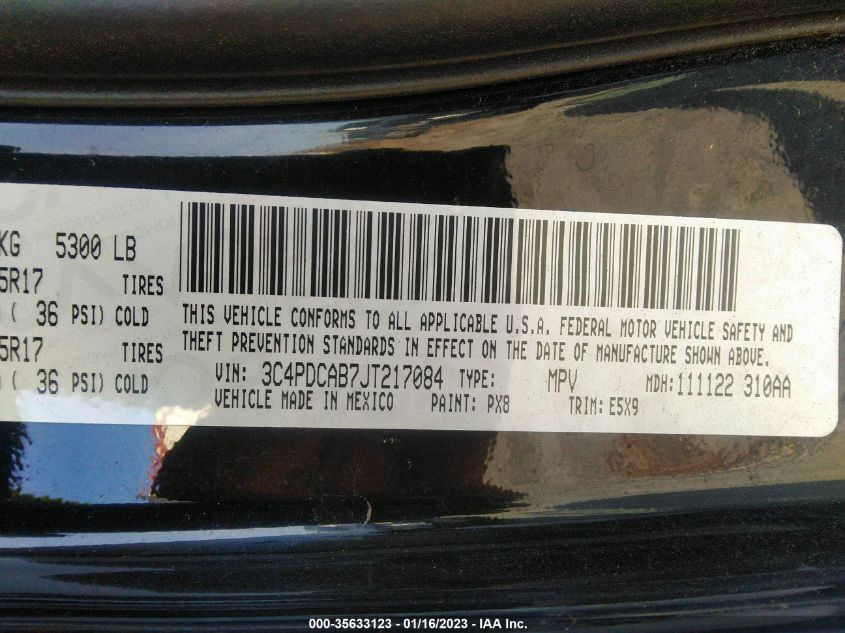 KG 5300 LB
5R17 TIRES
( 36 PSI) COLD
5R17 TIRES
( 36 PSI) COLD
THIS VEHICLE CONFORMS TO ALL APPLICABLE U.S.A. FEDERAL MOTOR VEHICLE SAFETY AND
THEFT PREVENTION STANDARDS IN EFFECT ON THE DATE OF MANUFACTURE SHOWN ABOVE.
VIN: 3C4PDCAB7JT217084 TYPE: MPV MDH:111122 310AA
VEHICLE MADE IN MEXICO PAINT: PX8 TRIM: E5X9
000-35633123 - 01/16/2023 - IAA Inc.